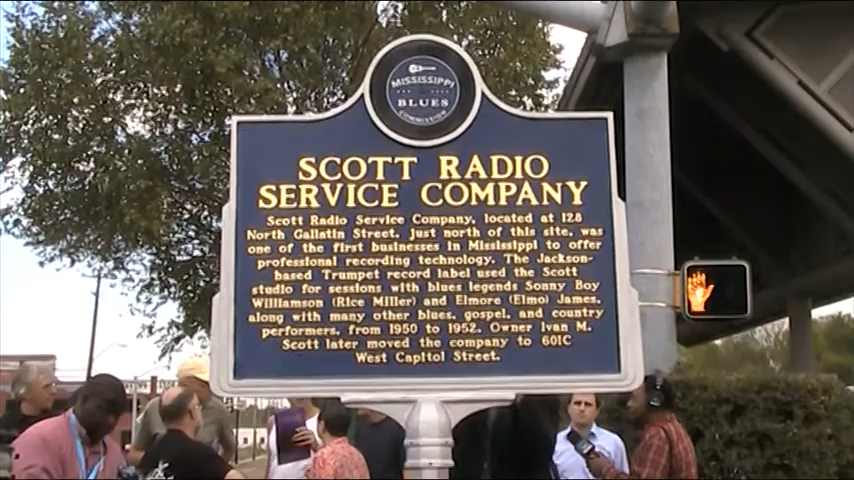 MISSISSIPPI
BLUES
COMMISSION
SCOTT RADIO
SERVICE COMPANY
Scott Radio Service Company, located at 128
North Gallatin Street, just north of this site, was
one of the first businesses in Mississippi to offer
professional recording technology. The Jackson-
based Trumpet record label used the Scott
studio for sessions with blues legends Sonny Boy
Williamson (Rice Miller) and Elmore (Elmo) James,
along with many other blues, gospel, and country
performers, from 1950 to 1952. Owner Ivan M.
Scott later moved the company to 601C
West Capitol Street.